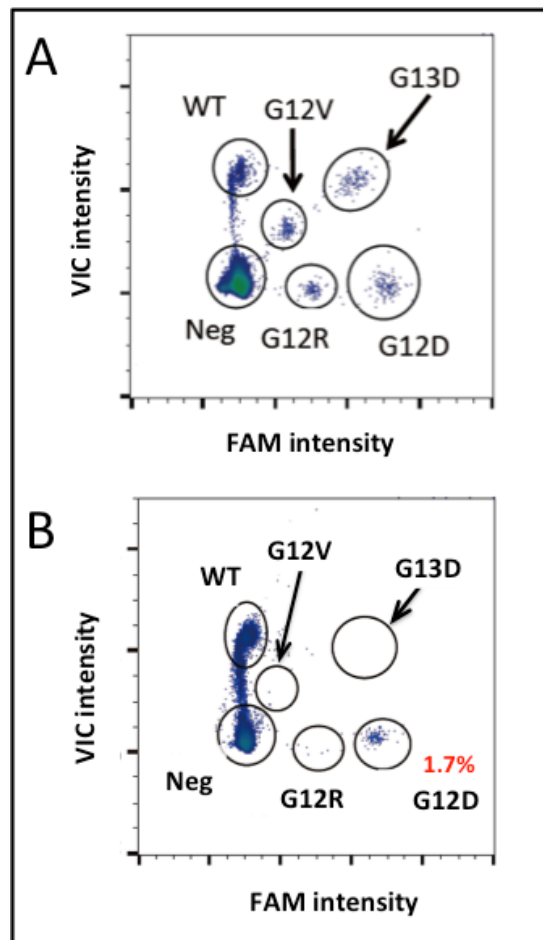 A
G13D
WT
G12V
VIC intensity
Neg
G12R
G12D
FAM intensity
B
G12V
WT
G13D
VIC intensity
1.7%
Neg
G12R
G12D
FAM intensity